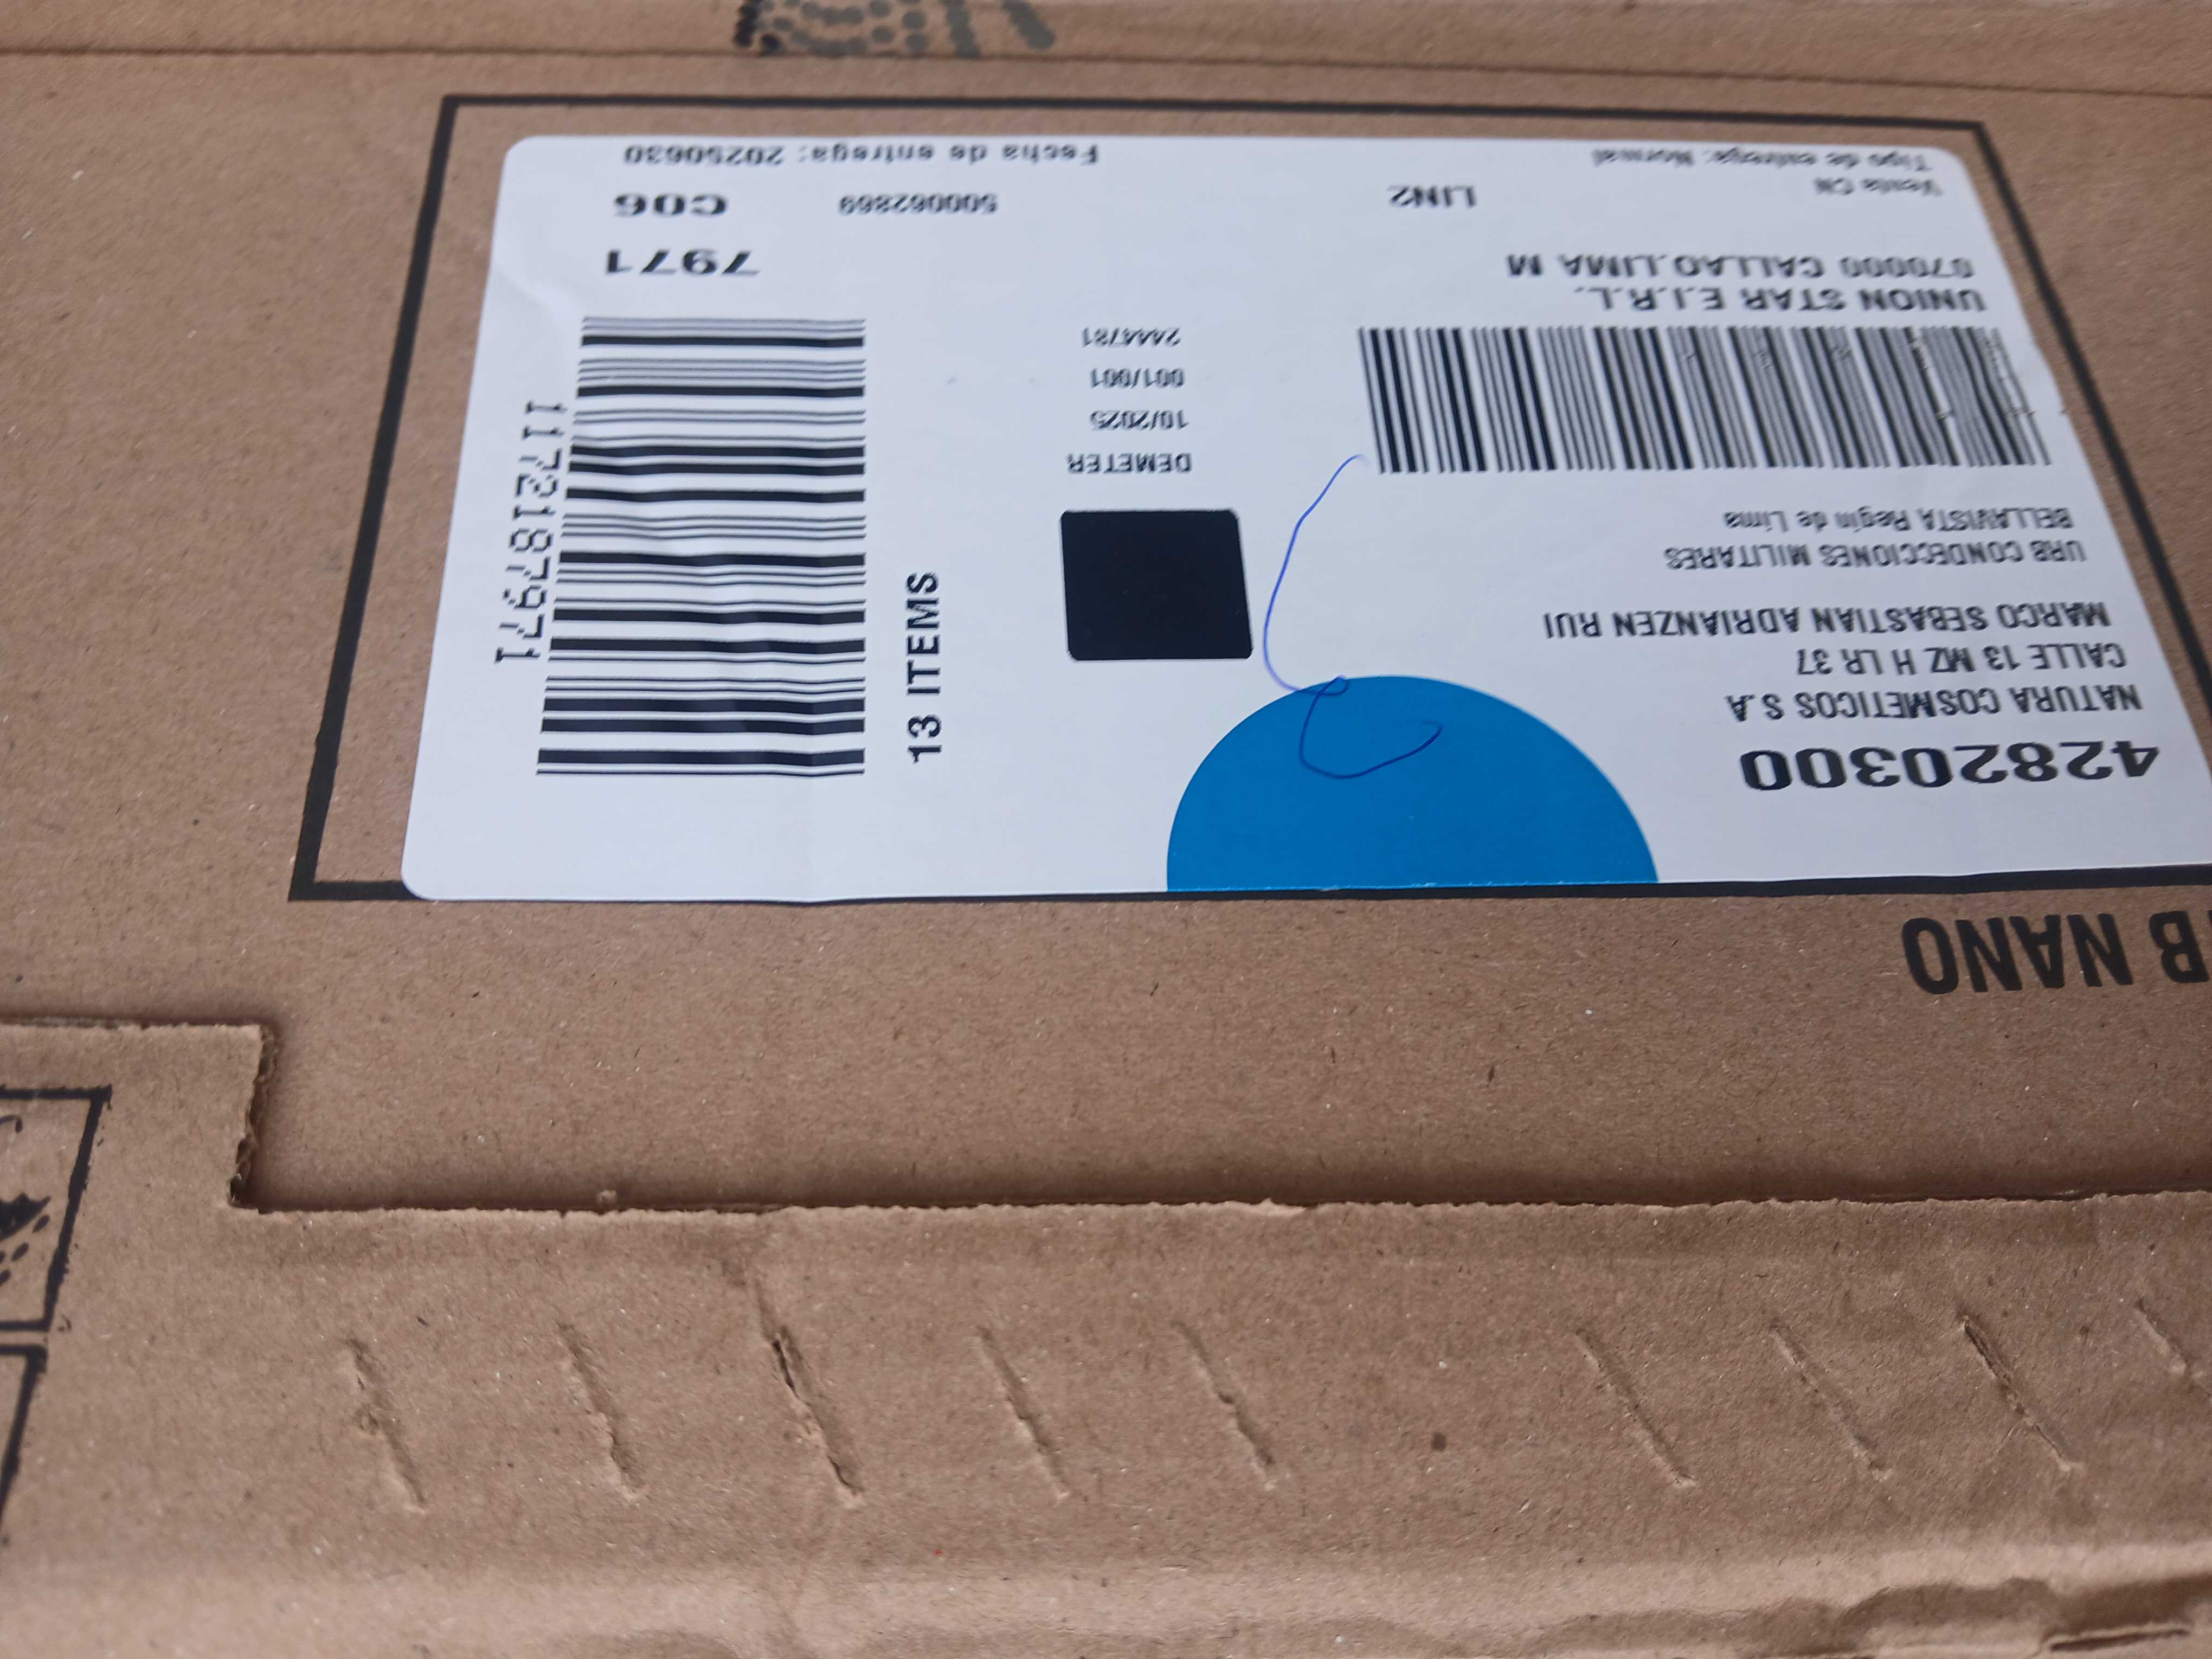 42820300
NATURA COSMETICOS S.A
CALLE 13 MZ H LR 37
MARCO SEBASTIAN ADRIANZEN RUI
URB CONDECCIONES MILITARES
BELLAVISTA Regin de Lima
UNION STAR E.I.R.L.
070000 CALLAO.LIMA M
Venta CN
LIN2
Tipo de entrega: Normal
DEMETER
10/2025
001/001
2444781
13 ITEMS
1172187971
7971
500062869
C06
Fecha de entrega: 20250630
B NANO